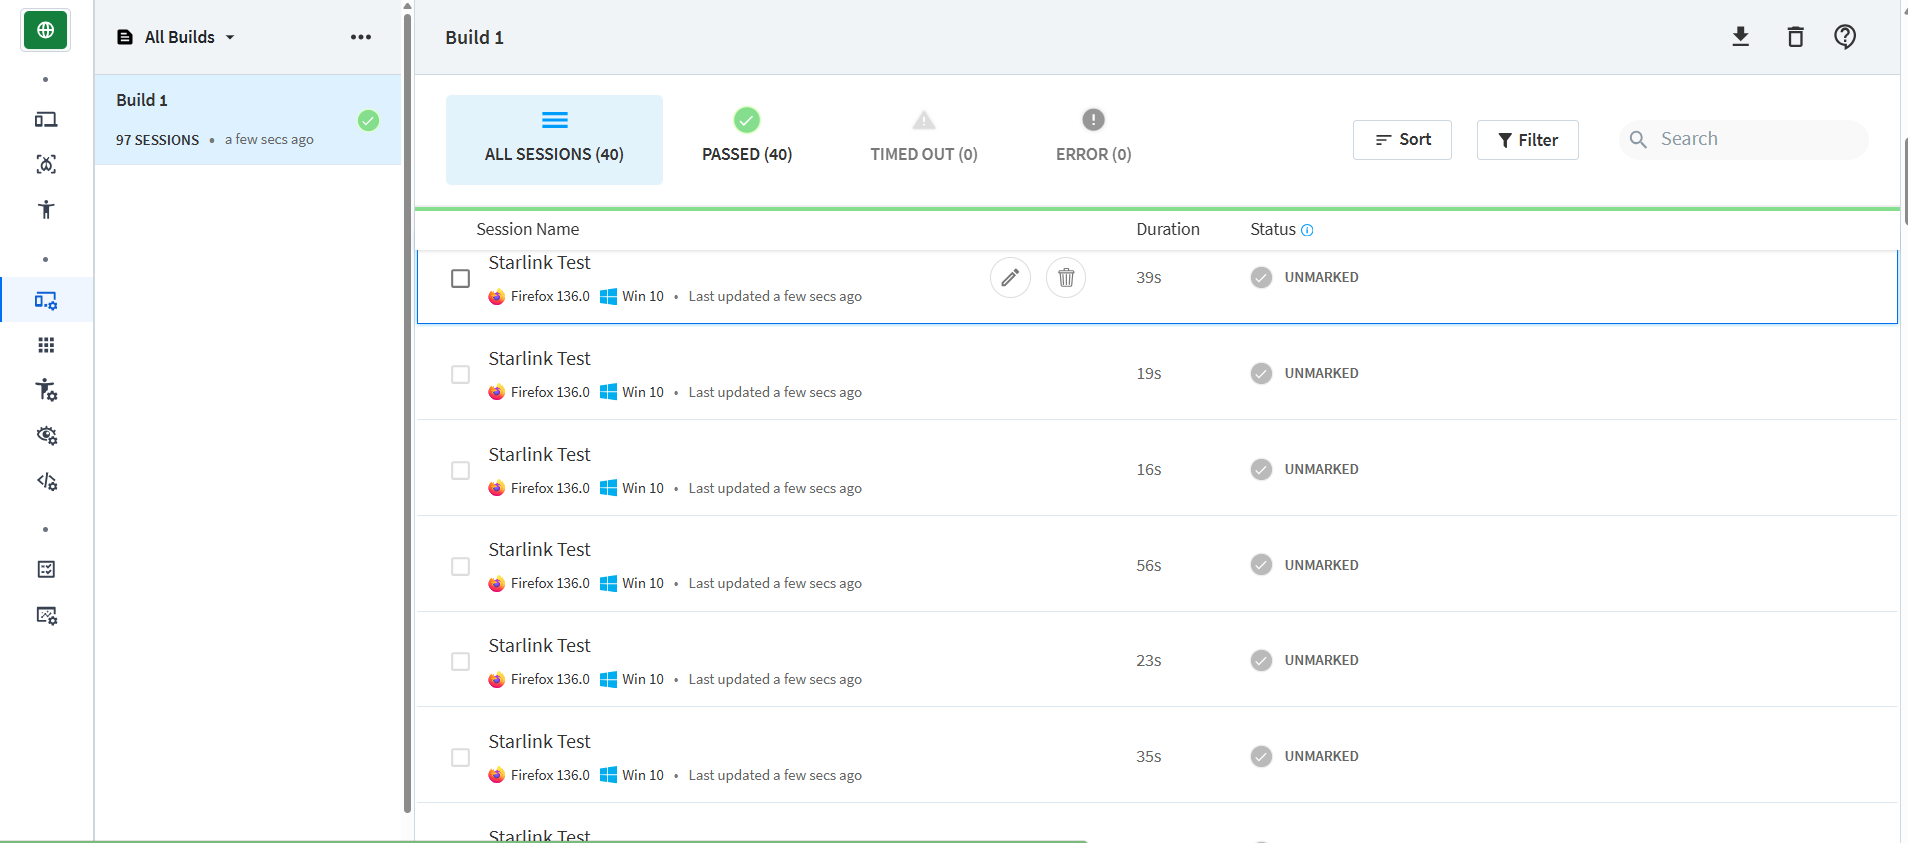 All Builds
Build 1
97 SESSIONS • a few secs ago
Build 1
ALL SESSIONS (40)
PASSED (40)
TIMED OUT (0)
ERROR (0)
Sort
Filter
Search
Session Name Duration Status
Starlink Test
Firefox 136.0 Win 10 • Last updated a few secs ago
39s
UNMARKED
Starlink Test
Firefox 136.0 Win 10 • Last updated a few secs ago
19s
UNMARKED
Starlink Test
Firefox 136.0 Win 10 • Last updated a few secs ago
16s
UNMARKED
Starlink Test
Firefox 136.0 Win 10 • Last updated a few secs ago
56s
UNMARKED
Starlink Test
Firefox 136.0 Win 10 • Last updated a few secs ago
23s
UNMARKED
Starlink Test
Firefox 136.0 Win 10 • Last updated a few secs ago
35s
UNMARKED
Starlink Test